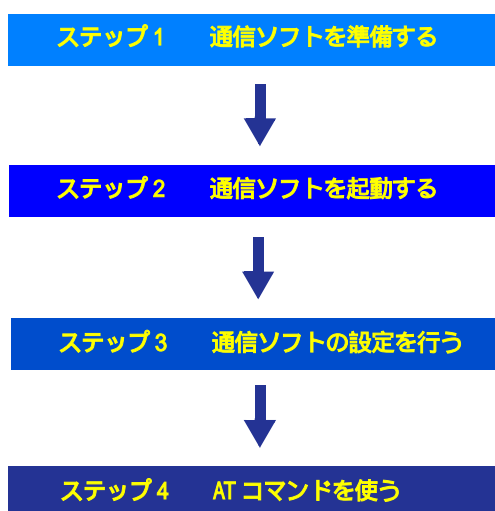 ステップ1　通信ソフトを準備する
ステップ2　通信ソフトを起動する
ステップ3　通信ソフトの設定を行う
ステップ4　ATコマンドを使う